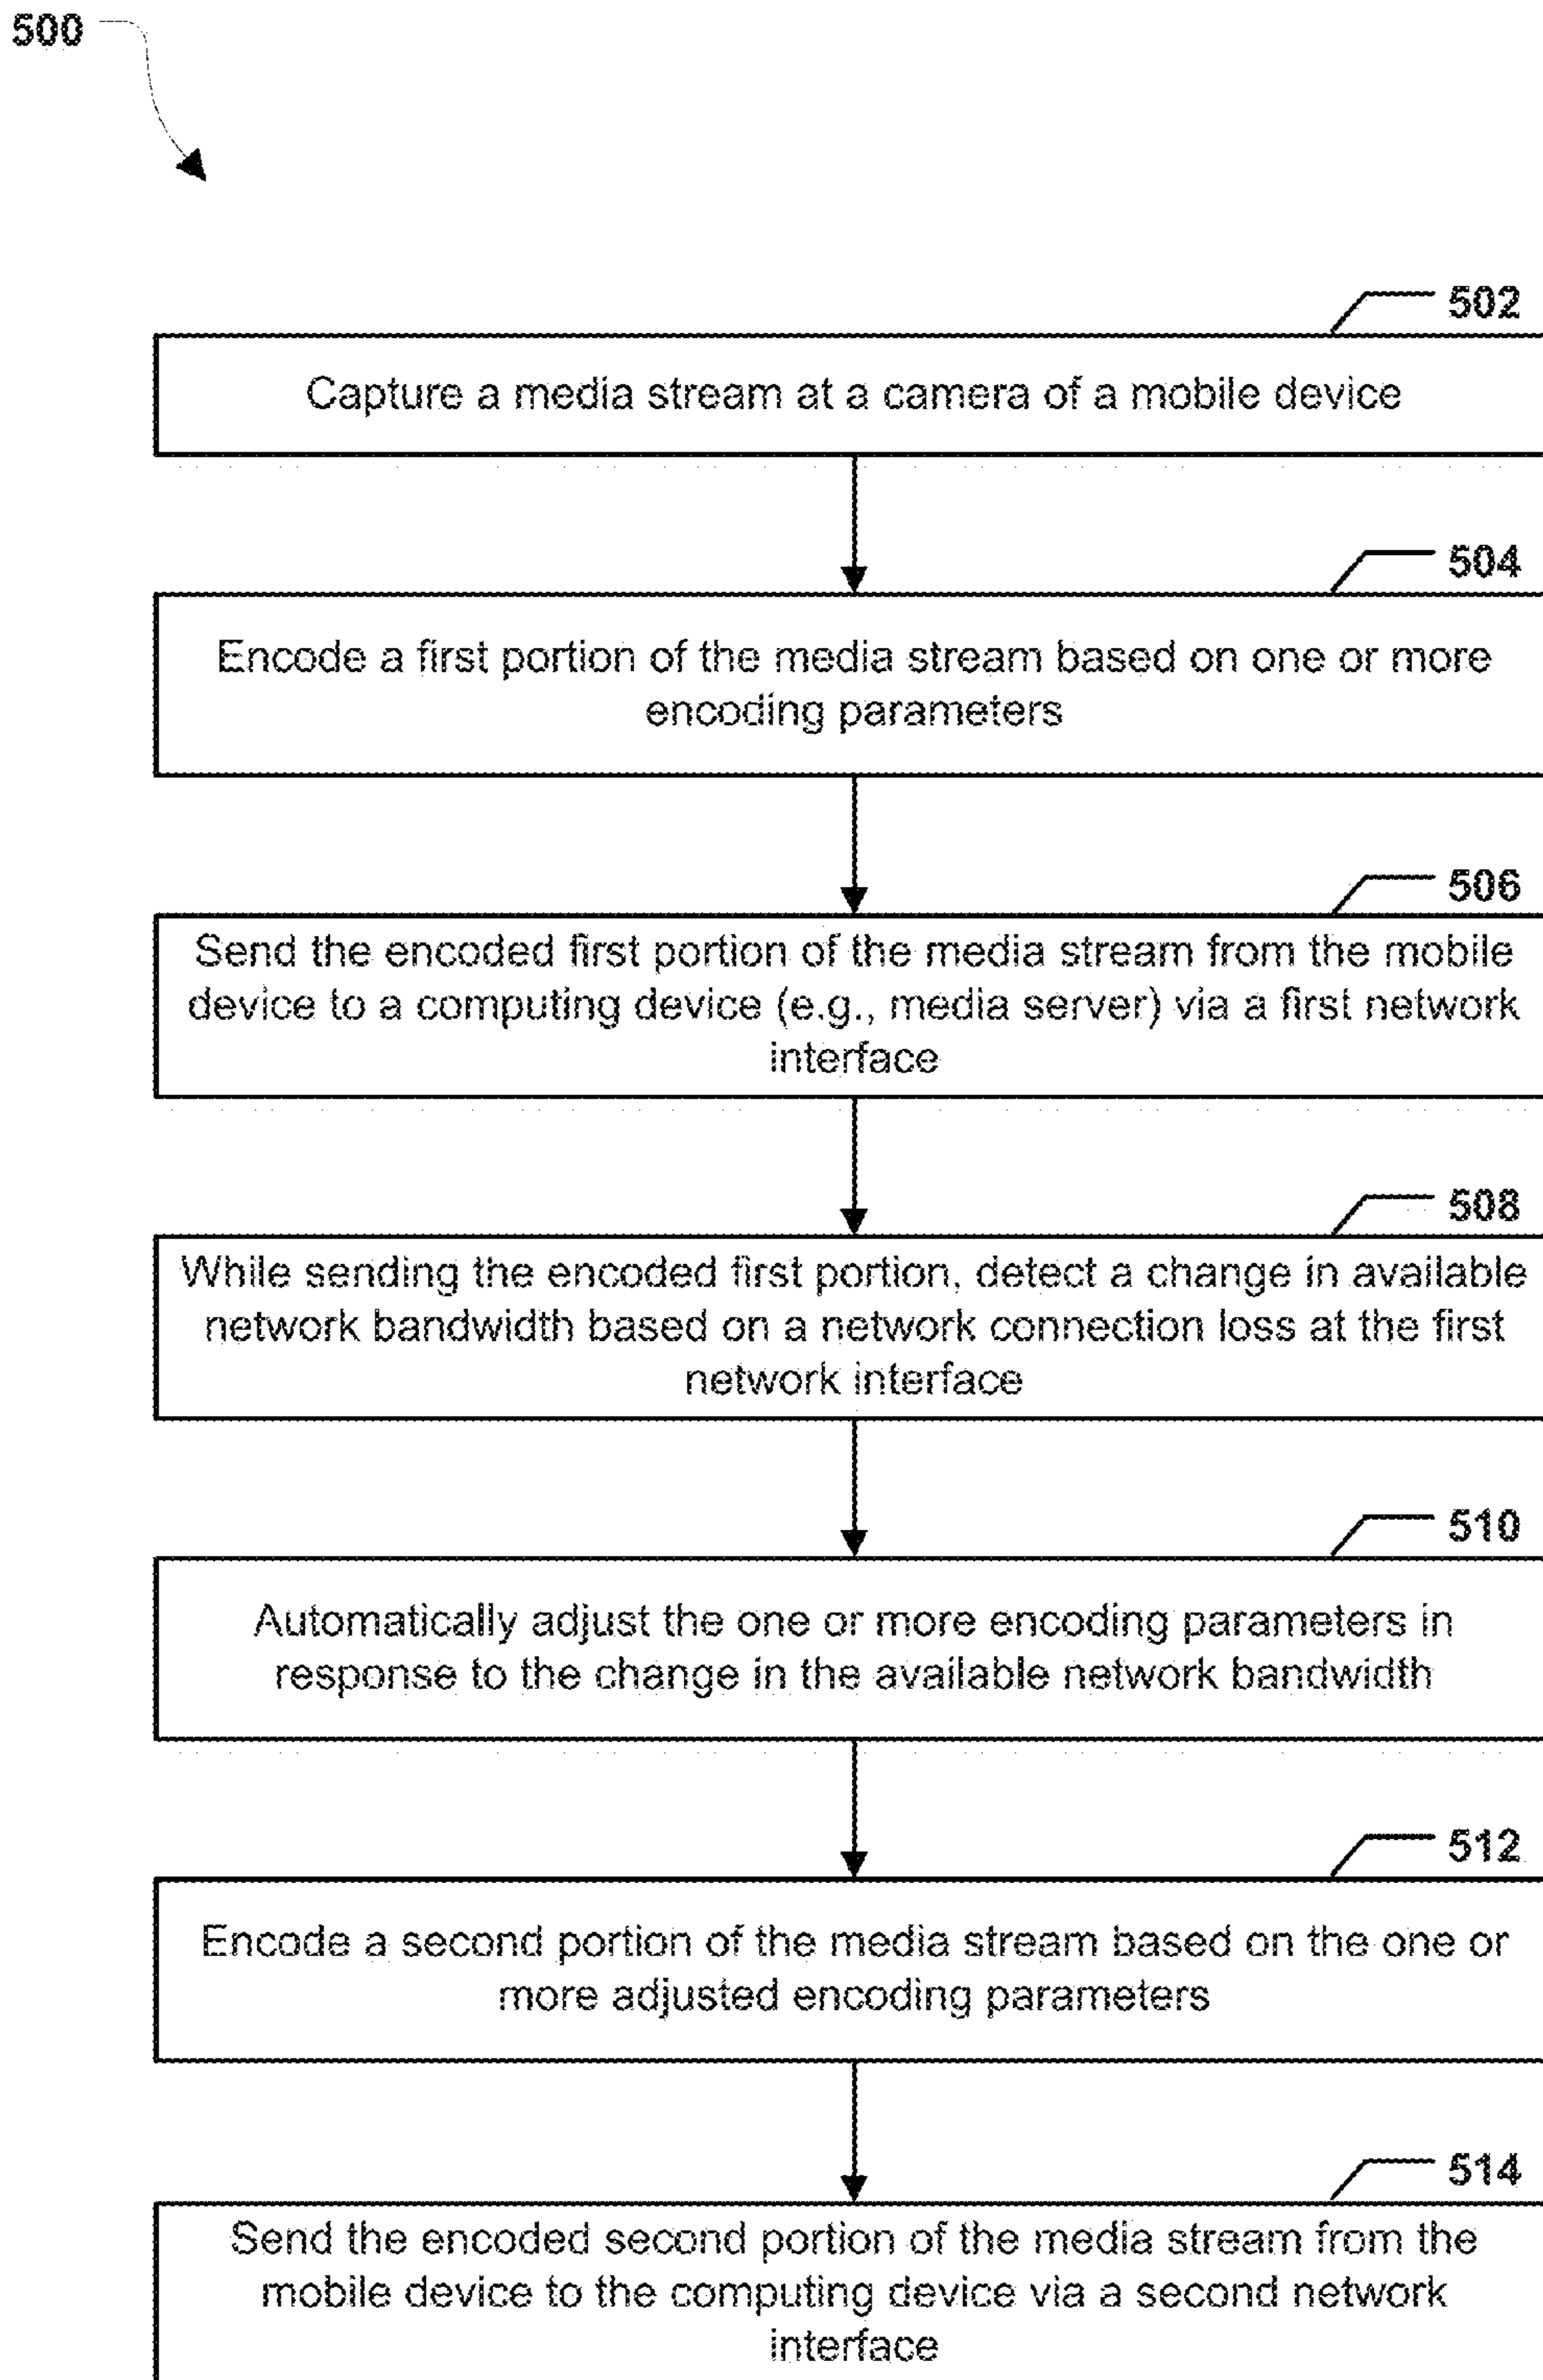 500
502
Capture a media stream at a camera of a mobile device
504
Encode a first portion of the media stream based on one or more
encoding parameters
506
Send the encoded first portion of the media stream from the mobile
device to a computing device (e.g., media server) via a first network
interface
508
While sending the encoded first portion, detect a change in available
network bandwidth based on a network connection loss at the first
network interface
510
Automatically adjust the one or more encoding parameters in
response to the change in the available network bandwidth
512
Encode a second portion of the media stream based on the one or
more adjusted encoding parameters
514
Send the encoded second portion of the media stream from the
mobile device to the computing device via a second network
interface